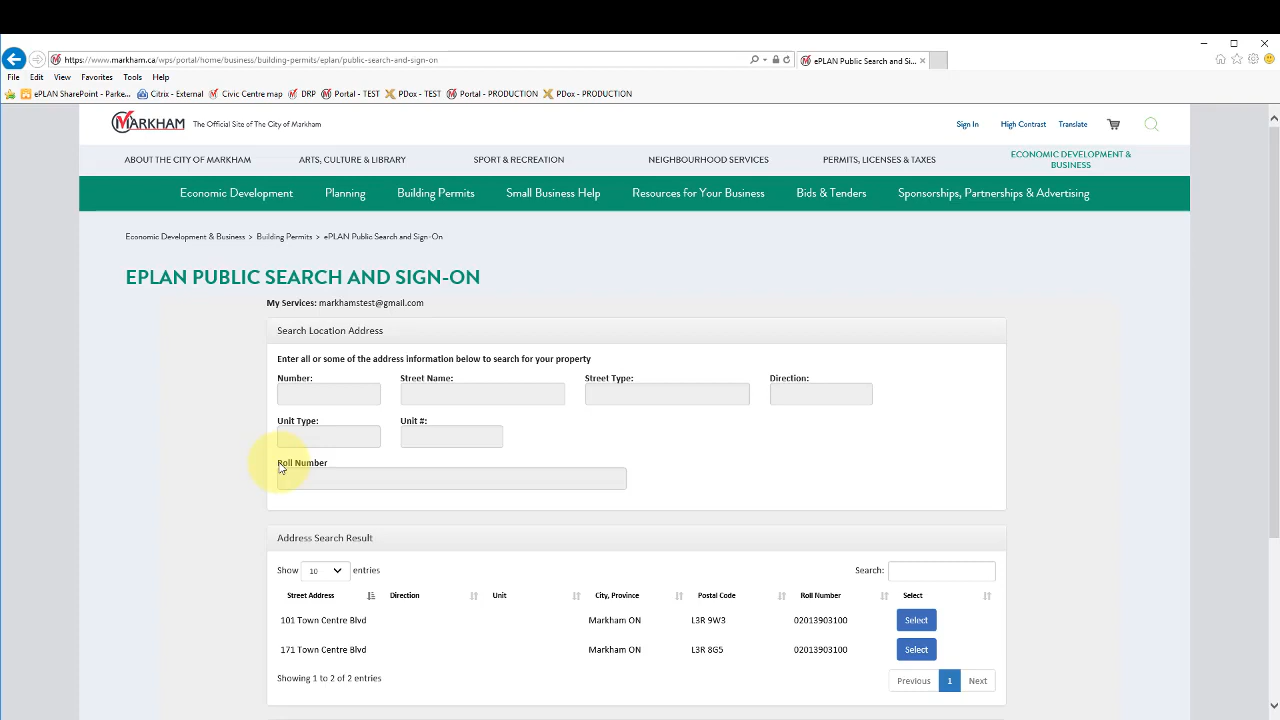 https://www.markham.ca/wps/portal/home/business/building-permits/eplan/public-search-and-sign-on
ePLAN Public Search and Si...
File Edit View Favorites Tools Help
ePLAN SharePoint - Parke... Citrix - External Civic Centre map DRP Portal - TEST PDox - TEST Portal - PRODUCTION PDox - PRODUCTION
MARKHAM The Official Site of The City of Markham Sign In High Contrast Translate
ABOUT THE CITY OF MARKHAM ARTS, CULTURE & LIBRARY SPORT & RECREATION NEIGHBOURHOOD SERVICES PERMITS, LICENSES & TAXES ECONOMIC DEVELOPMENT &
BUSINESS
Economic Development Planning Building Permits Small Business Help Resources for Your Business Bids & Tenders Sponsorships, Partnerships & Advertising
Economic Development & Business > Building Permits > ePLAN Public Search and Sign-On
EPLAN PUBLIC SEARCH AND SIGN-ON
My Services: markhamstest@gmail.com
Search Location Address
Enter all or some of the address information below to search for your property
Number: Street Name: Street Type: Direction:
Unit Type: Unit #:
Roll Number
Address Search Result
Show 10 entries Search:
Street Address Direction Unit City, Province Postal Code Roll Number Select
101 Town Centre Blvd Markham ON L3R 9W3 02013903100 Select
171 Town Centre Blvd Markham ON L3R 8G5 02013903100 Select
Showing 1 to 2 of 2 entries Previous 1 Next